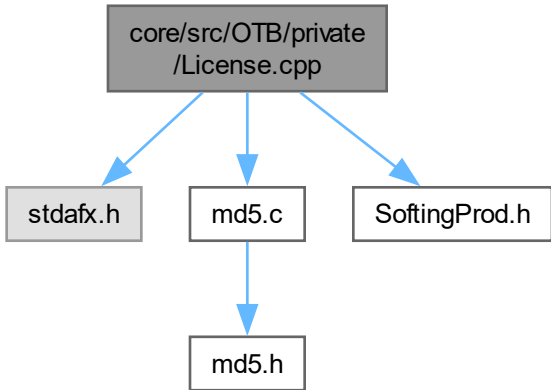 core/src/OTB/private
/License.cpp
stdafx.h
md5.c
SoftingProd.h
md5.h